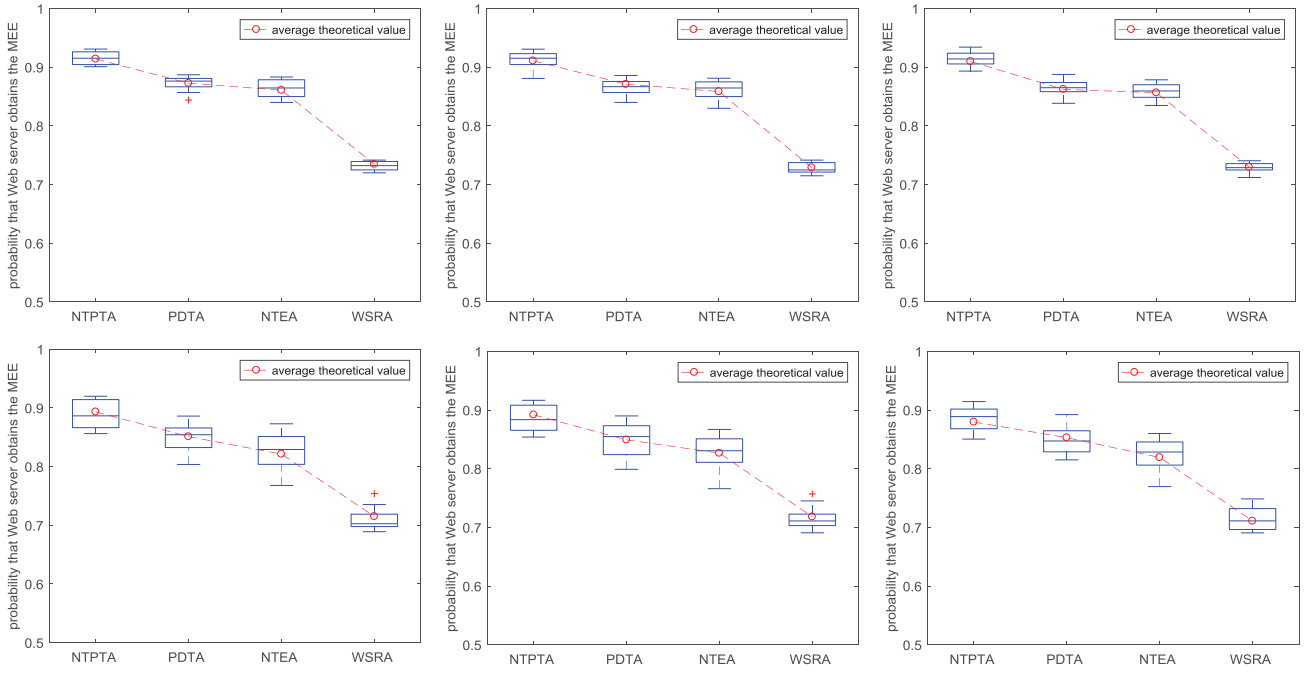 probability that Web server obtains the MEE
1
0.9
0.8
0.7
0.6
0.5
average theoretical value
NTPTA PDTA NTEA WSRA
probability that Web server obtains the MEE
1
0.9
0.8
0.7
0.6
0.5
average theoretical value
NTPTA PDTA NTEA WSRA
probability that Web server obtains the MEE
1
0.9
0.8
0.7
0.6
0.5
average theoretical value
NTPTA PDTA NTEA WSRA
probability that Web server obtains the MEE
1
0.9
0.8
0.7
0.6
0.5
average theoretical value
NTPTA PDTA NTEA WSRA
probability that Web server obtains the MEE
1
0.9
0.8
0.7
0.6
0.5
average theoretical value
NTPTA PDTA NTEA WSRA
probability that Web server obtains the MEE
1
0.9
0.8
0.7
0.6
0.5
average theoretical value
NTPTA PDTA NTEA WSRA